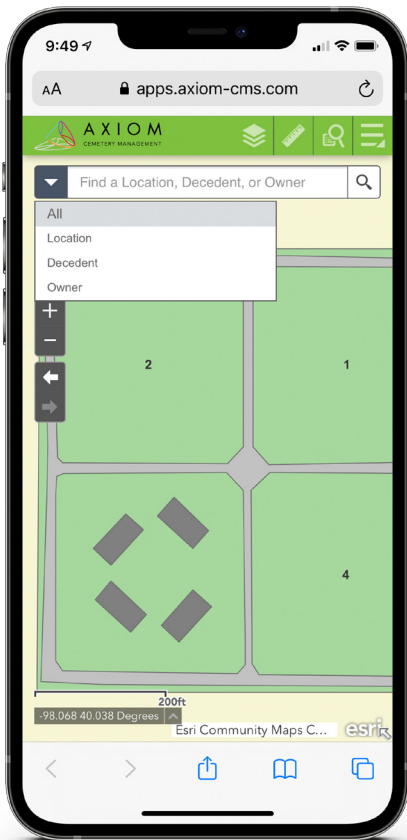 9:49
AA apps.axiom-cms.com
AXIOM
CEMETERY MANAGEMENT
Find a Location, Decedent, or Owner
All
Location
Decedent
Owner
+
−
2
1
4
200ft
-98.068 40.038 Degrees
Esri Community Maps C...
esri